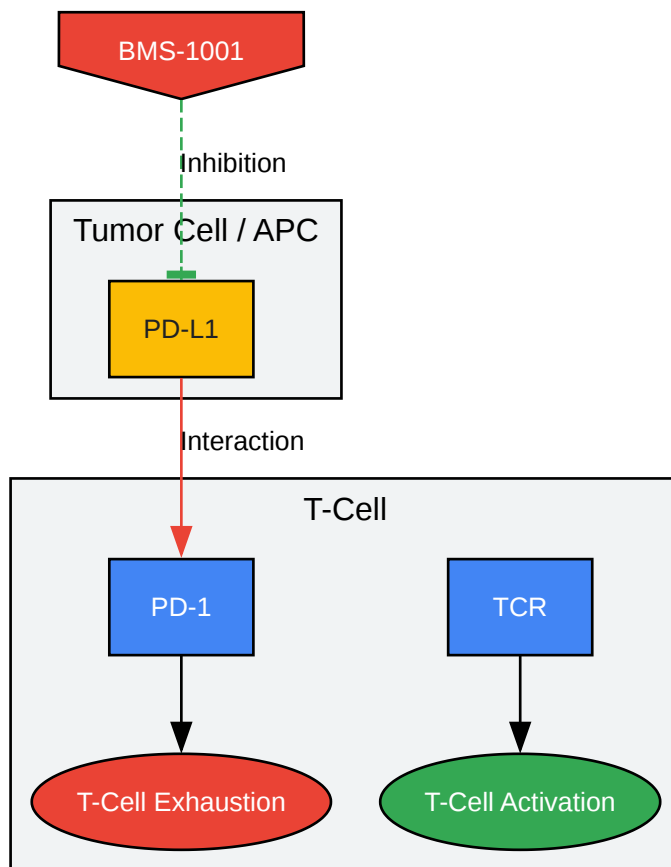 BMS-1001
Inhibition
Tumor Cell / APC
PD-L1
Interaction
T-Cell
PD-1
TCR
T-Cell Exhaustion
T-Cell Activation